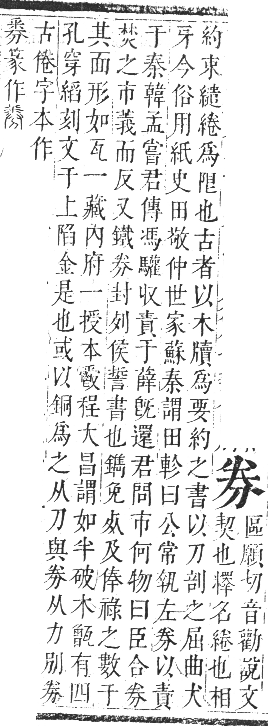 券
區願切音勸說文
契也釋名綣也相
約束繾綣爲限也古者以木牘爲要約之書以刀剖之屈曲犬
牙今俗用紙史田敬仲世家蘇秦謂田軫曰公常執左券以責
于秦韓孟嘗君傳馮驩收責于薛旣還君問市何物曰臣合券
焚之市義而反又鐵券封列侯誓書也鐫免及俸祿之數于
其面形如瓦一藏內府一授本程大昌謂如半破木甑有四
孔穿縚刻文于上陷金是也或以銅爲之从刀與劵从力別劵
古倦字本作
篆作